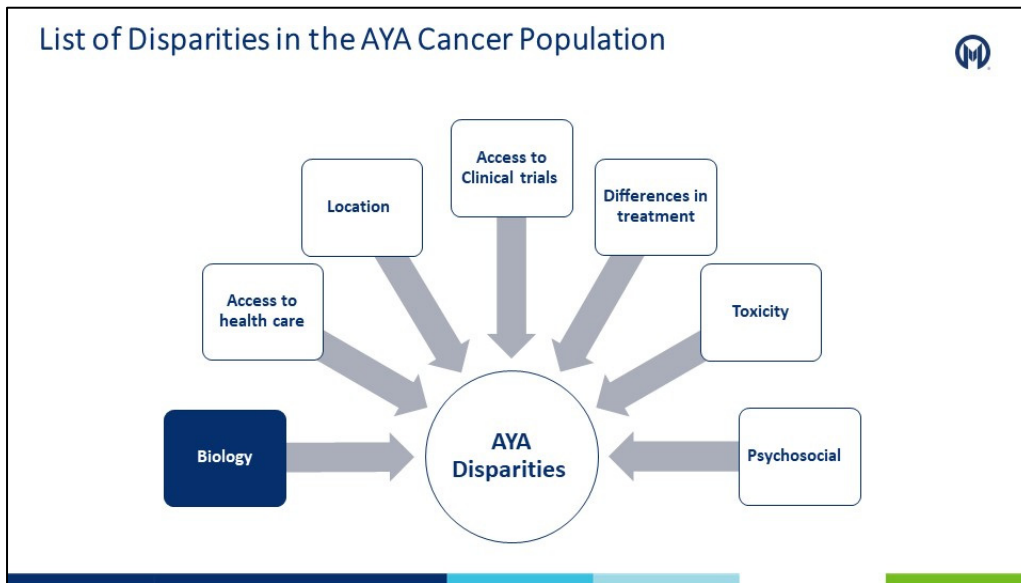 List of Disparities in the AYA Cancer Population
Access to
Clinical trials
Location
Differences in
treatment
Access to
health care
Toxicity
Biology
AYA
Disparities
Psychosocial